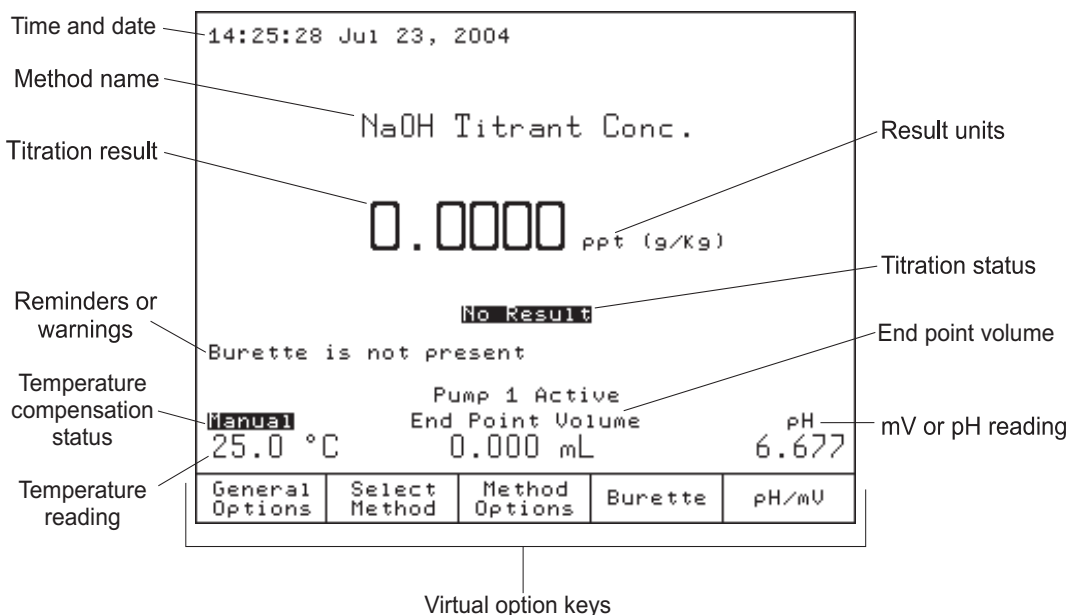 Time and date
14:25:28 Jul 23, 2004
Method name
NaOH Titrant Conc.
Result units
Titration result
0.0000 ppt (g/Kg)
Titration status
No Result
Reminders or
warnings
End point volume
Burette is not present
Temperature
compensation
status
Pump 1 Active
Manual
End Point Volume
pH
mV or pH reading
25.0 °C
0.000 mL
6.677
Temperature
reading
General
Options
Select
Method
Method
Options
Burette
pH/mV
Virtual option keys